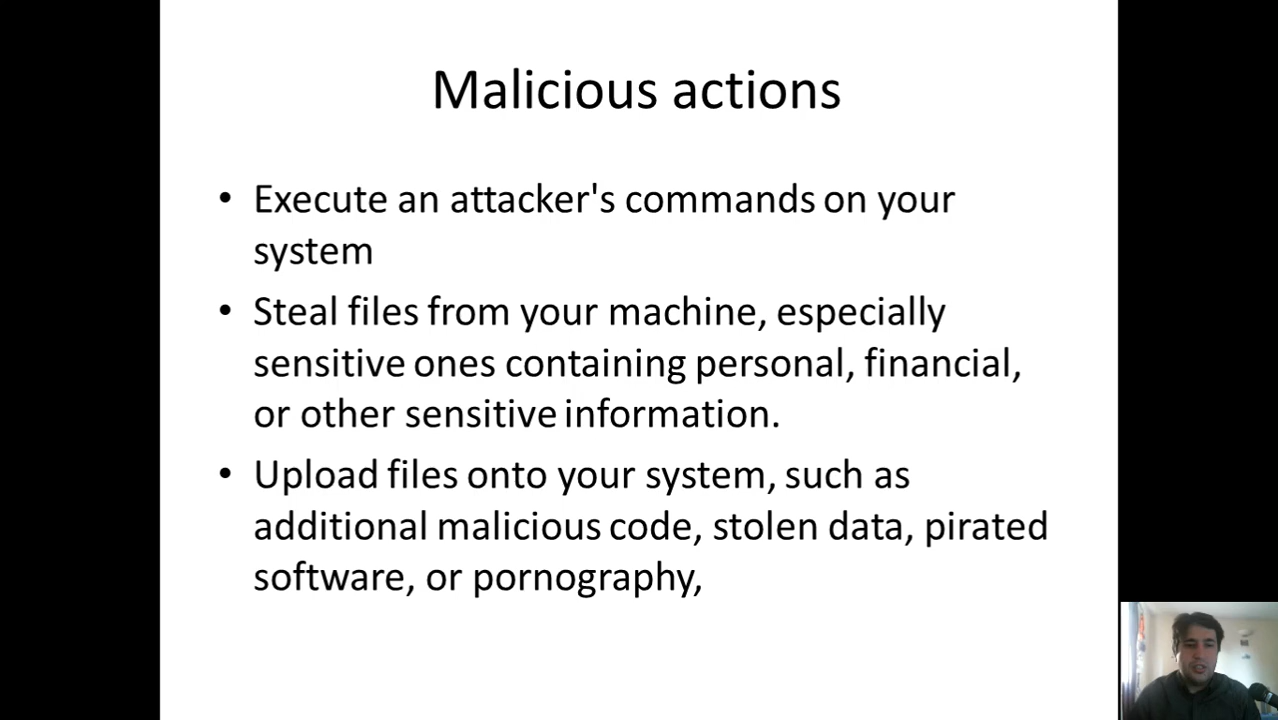 Malicious actions
• Execute an attacker's commands on your
system
• Steal files from your machine, especially
sensitive ones containing personal, financial,
or other sensitive information.
• Upload files onto your system, such as
additional malicious code, stolen data, pirated
software, or pornography,